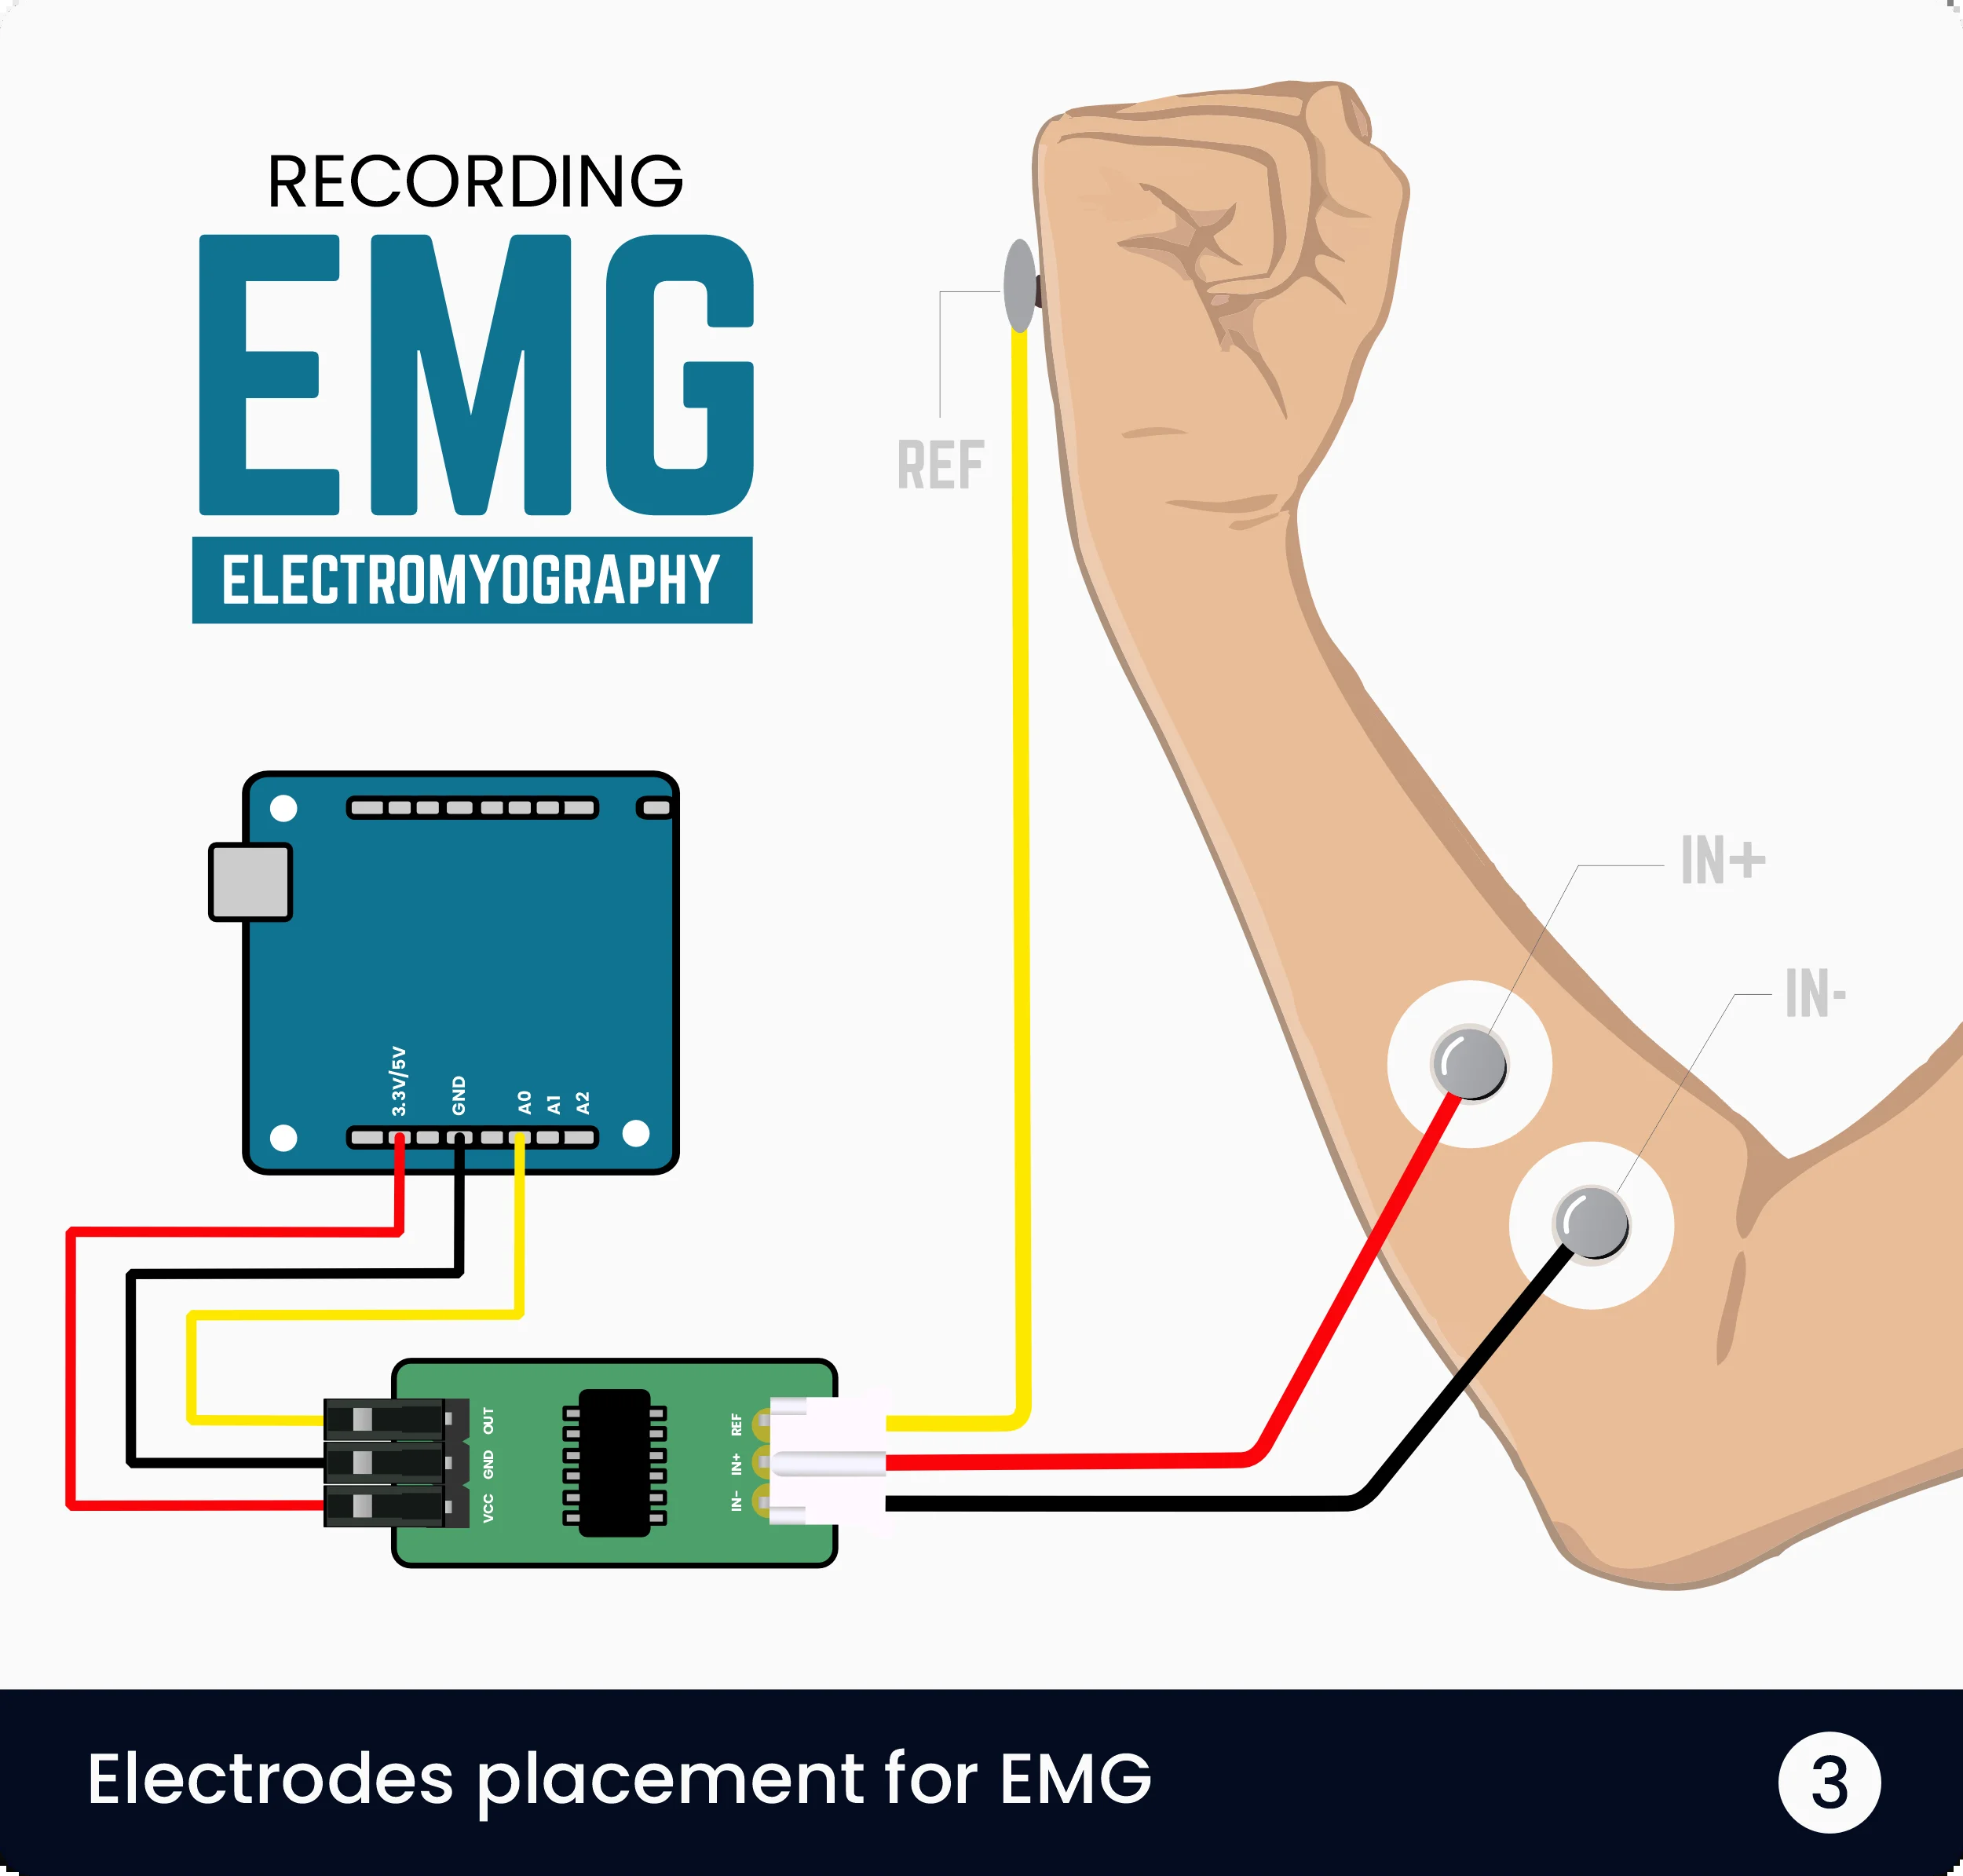 RECORDING
EMG
ELECTROMYOGRAPHY
REF
IN+
IN-
3.3V/5V
GND
A0
A1
A2
OUT
GND
VCC
REF
IN+
IN-
Electrodes placement for EMG
3